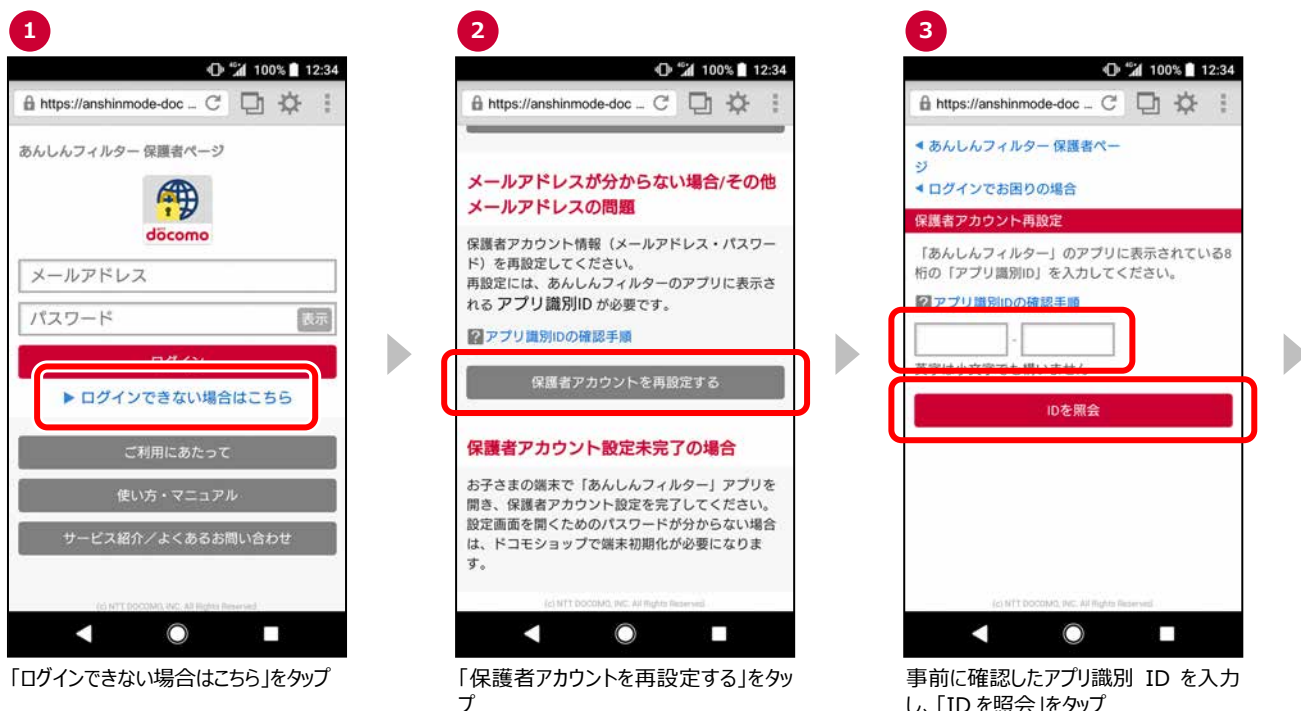 1
100% 12:34
https://anshinmode-doc ...
あんしんフィルター 保護者ページ
döcomo
メールアドレス
パスワード
表示
ログイン
▶ ログインできない場合はこちら
ご利用にあたって
使い方・マニュアル
サービス紹介／よくあるお問い合わせ
(c) NTT DOCOMO, INC. All Rights Reserved.
「ログインできない場合はこちら」をタップ
2
100% 12:34
https://anshinmode-doc ...
メールアドレスが分からない場合/その他
メールアドレスの問題
保護者アカウント情報（メールアドレス・パスワー
ド）を再設定してください。
再設定には、あんしんフィルターのアプリに表示さ
れる アプリ識別ID が必要です。
?アプリ識別IDの確認手順
保護者アカウントを再設定する
保護者アカウント設定未完了の場合
お子さまの端末で「あんしんフィルター」アプリを
開き、保護者アカウント設定を完了してください。
設定画面を開くためのパスワードが分からない場合
は、ドコモショップで端末初期化が必要になりま
す。
(c) NTT DOCOMO, INC. All Rights Reserved.
「保護者アカウントを再設定する」をタッ
プ
3
100% 12:34
https://anshinmode-doc ...
◀ あんしんフィルター 保護者ペー
ジ
◀ ログインでお困りの場合
保護者アカウント再設定
「あんしんフィルター」のアプリに表示されている8
桁の「アプリ識別ID」を入力してください。
?アプリ識別IDの確認手順
-
英字は小文字でも構いません
IDを照会
(c) NTT DOCOMO, INC. All Rights Reserved.
事前に確認したアプリ識別 ID を入力
し、「ID を照会」をタップ